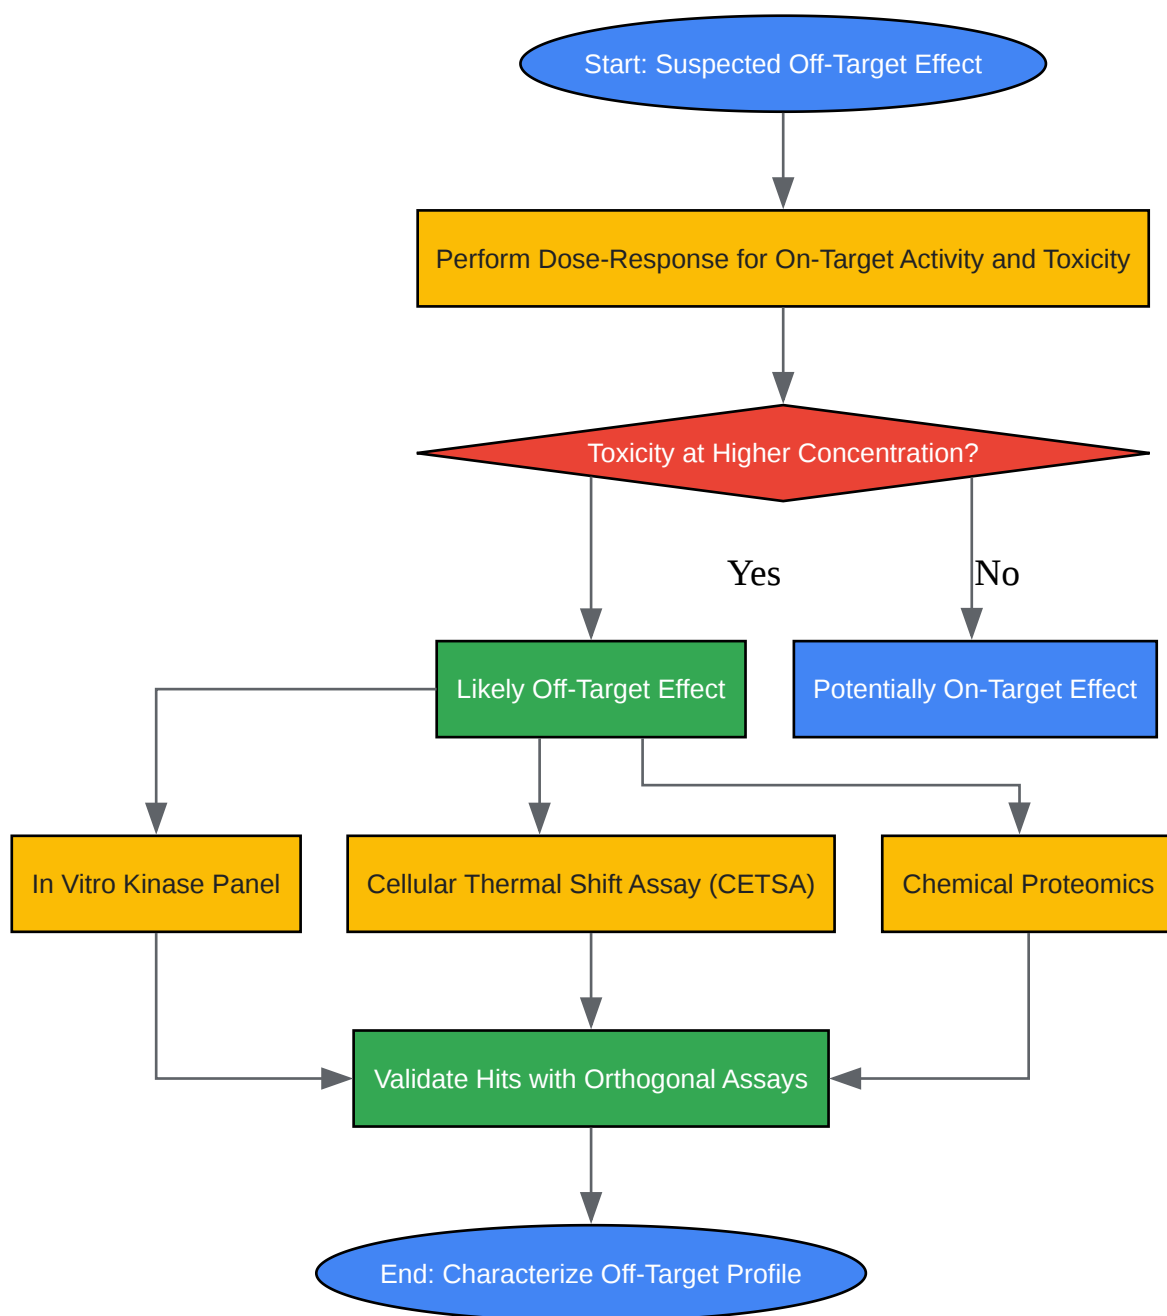 Start: Suspected Off-Target Effect
Perform Dose-Response for On-Target Activity and Toxicity
Toxicity at Higher Concentration?
Yes
No
Likely Off-Target Effect
Potentially On-Target Effect
In Vitro Kinase Panel
Cellular Thermal Shift Assay (CETSA)
Chemical Proteomics
Validate Hits with Orthogonal Assays
End: Characterize Off-Target Profile